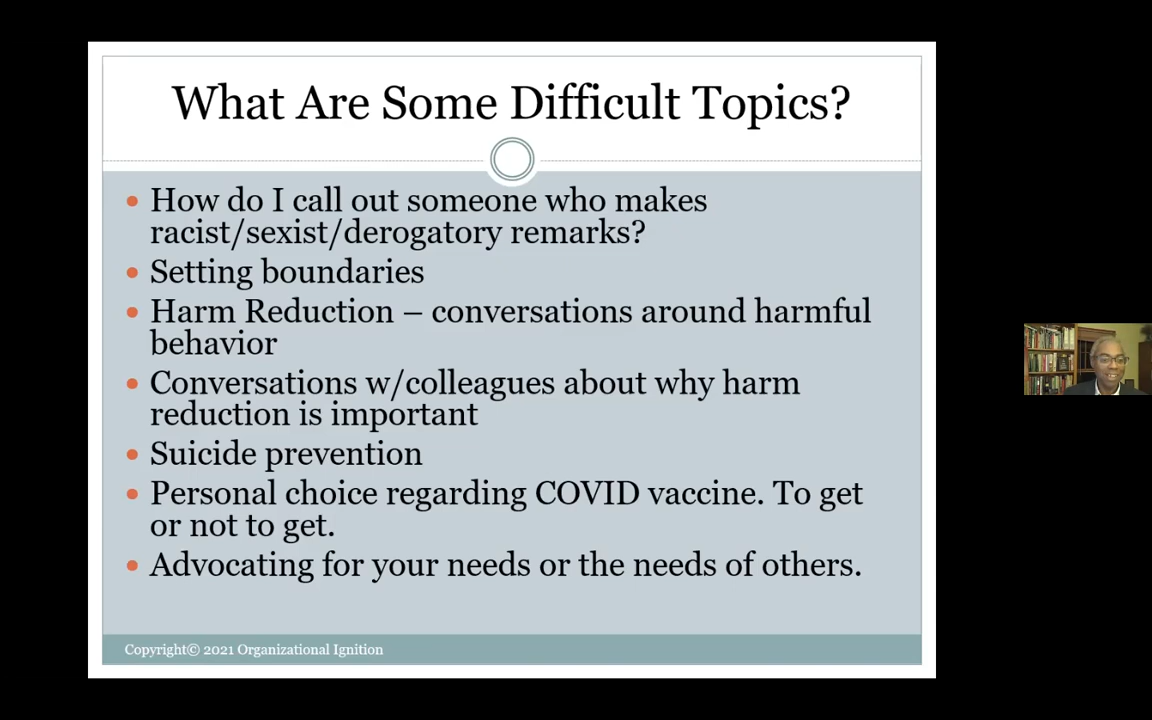 What Are Some Difficult Topics?
• How do I call out someone who makes
racist/sexist/derogatory remarks?
• Setting boundaries
• Harm Reduction – conversations around harmful
behavior
• Conversations w/colleagues about why harm
reduction is important
• Suicide prevention
• Personal choice regarding COVID vaccine. To get
or not to get.
• Advocating for your needs or the needs of others.
Copyright© 2021 Organizational Ignition